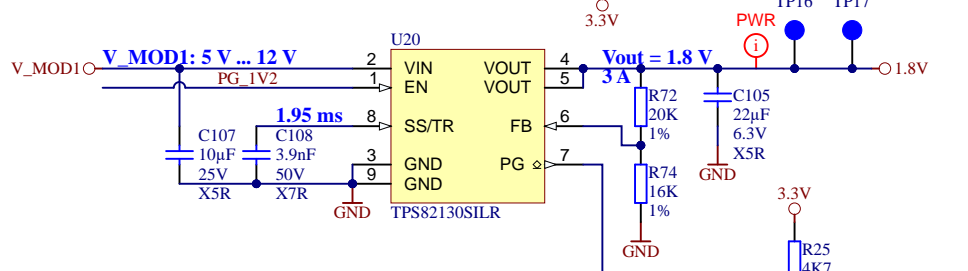 TP16
TP17
3.3V
PWR
i
U20
V_MOD1
V_MOD1: 5 V ... 12 V
2
VIN
VOUT
4
Vout = 1.8 V
1.8V
PG_1V2
1
EN
VOUT
5
3 A
R72
20K
1%
C105
22µF
6.3V
X5R
GND
1.95 ms
8
SS/TR
FB
6
C107
10µF
25V
X5R
C108
3.9nF
50V
X7R
3
GND
PG
7
9
GND
GND
TPS82130SILR
R74
16K
1%
GND
3.3V
R25
4K7